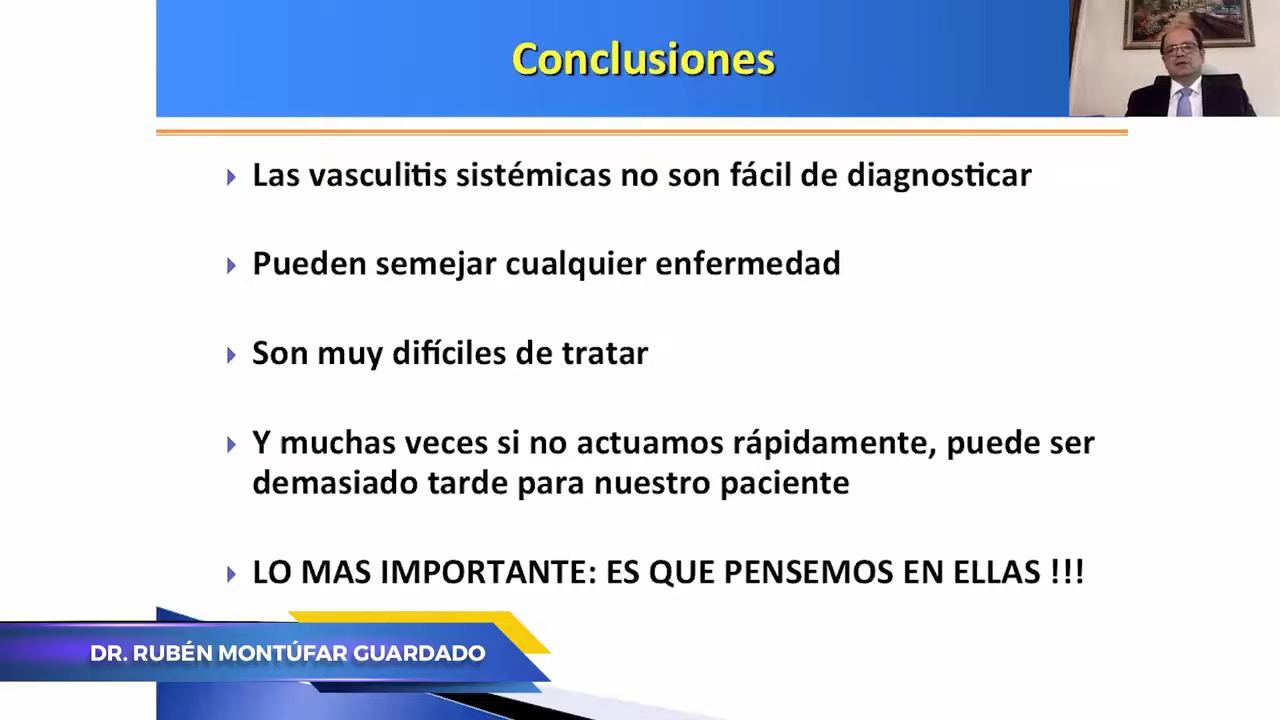 Conclusiones
Las vasculitis sistémicas no son fácil de diagnosticar
Pueden semejar cualquier enfermedad
Son muy difíciles de tratar
Y muchas veces si no actuamos rápidamente, puede ser
demasiado tarde para nuestro paciente
LO MAS IMPORTANTE: ES QUE PENSEMOS EN ELLAS !!!
DR. RUBÉN MONTÚFAR GUARDADO